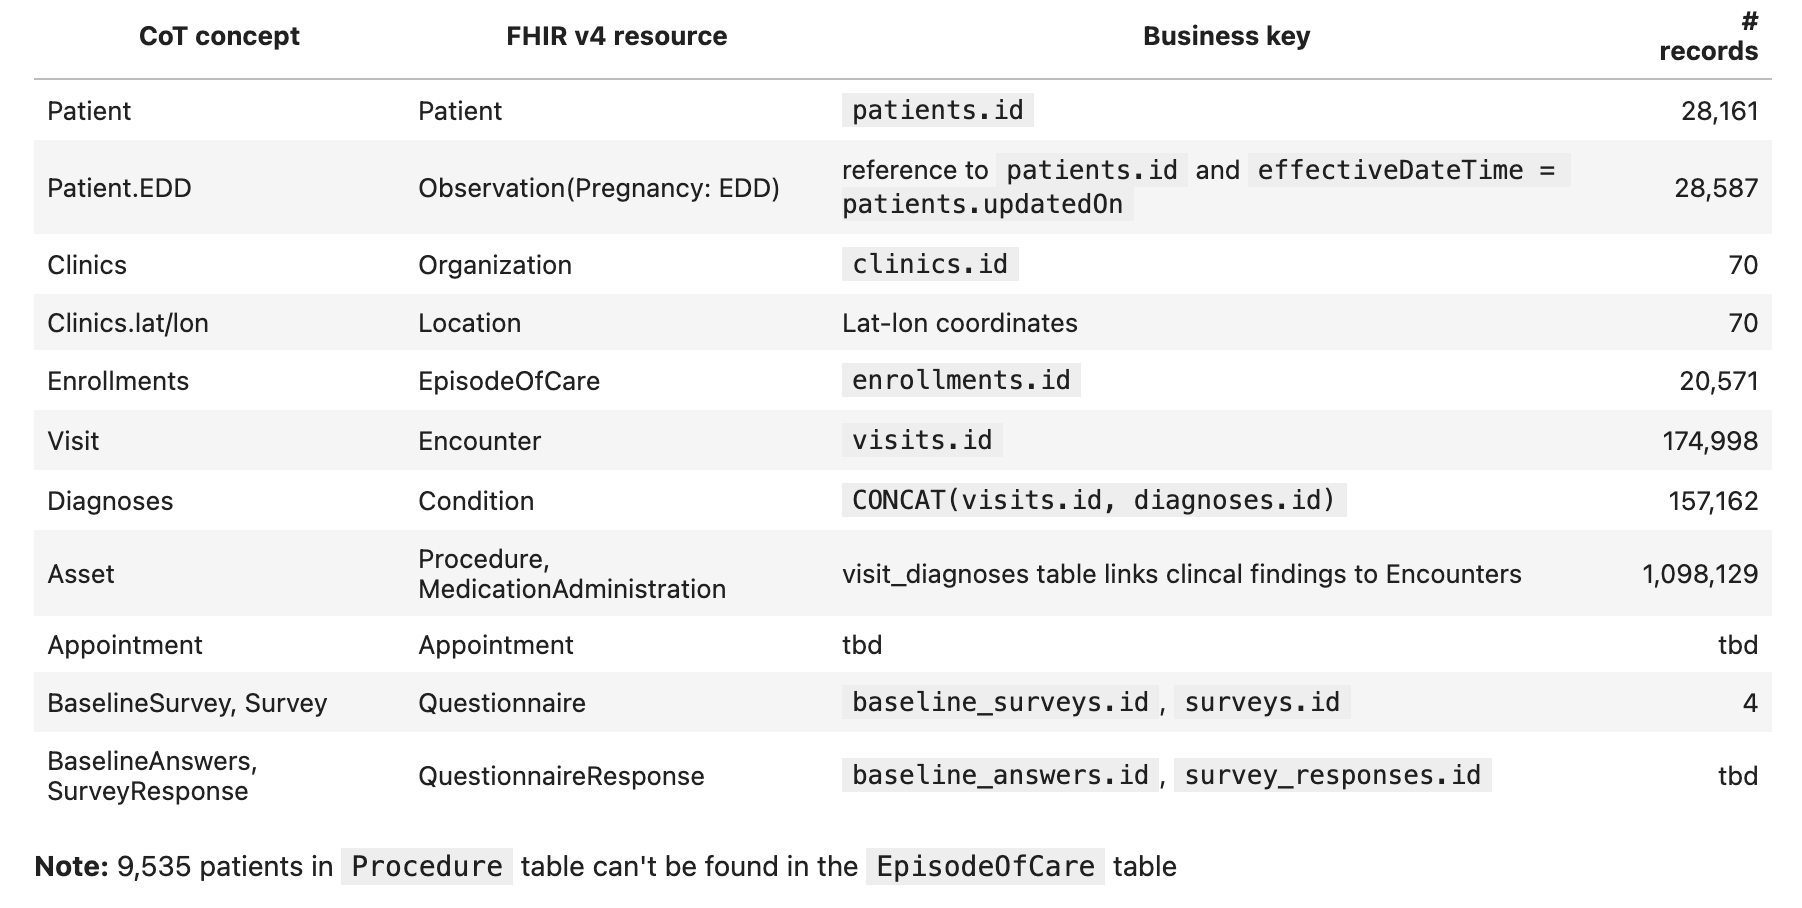 CoT concept FHIR v4 resource Business key # records
Patient Patient patients.id 28,161
Patient.EDD Observation(Pregnancy: EDD) reference to patients.id and effectiveDateTime =
patients.updatedOn 28,587
Clinics Organization clinics.id 70
Clinics.lat/lon Location Lat-lon coordinates 70
Enrollments EpisodeOfCare enrollments.id 20,571
Visit Encounter visits.id 174,998
Diagnoses Condition CONCAT(visits.id, diagnoses.id) 157,162
Asset Procedure,
MedicationAdministration visit_diagnoses table links clincal findings to Encounters 1,098,129
Appointment Appointment tbd tbd
BaselineSurvey, Survey Questionnaire baseline_surveys.id , surveys.id 4
BaselineAnswers,
SurveyResponse QuestionnaireResponse baseline_answers.id , survey_responses.id tbd
Note: 9,535 patients in Procedure table can't be found in the EpisodeOfCare table